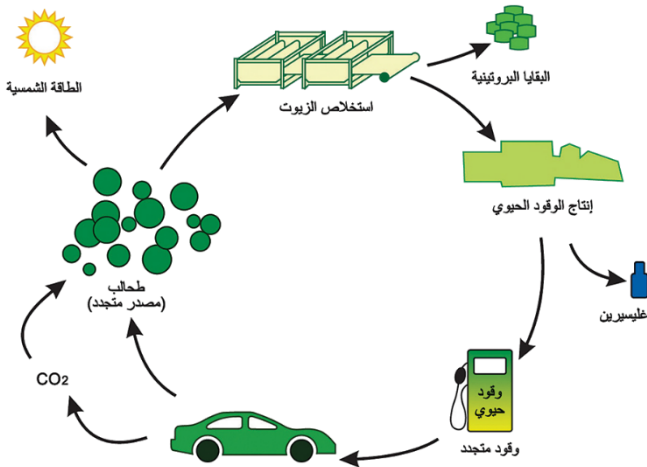 الطاقة الشمسية
استخلاص الزيوت
البقايا البروتينية
إنتاج الوقود الحيوي
غليسيرين
طحالب
(مصدر متجدد)
CO₂
وقود
حيوي
وقود متجدد